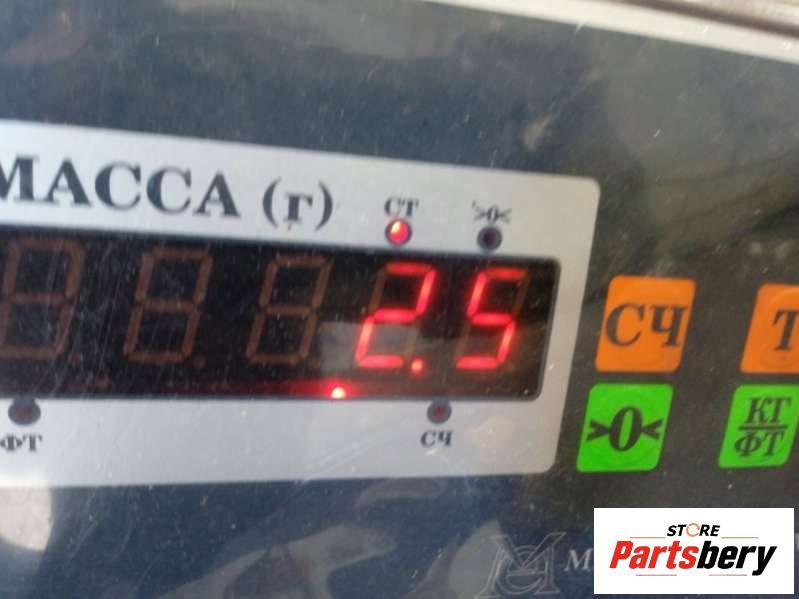 МАССА (г)
СТ
>0<
2.5
ФТ
СЧ
СЧ
Т
>0<
КГ
ФТ
М
STORE
Partsbery